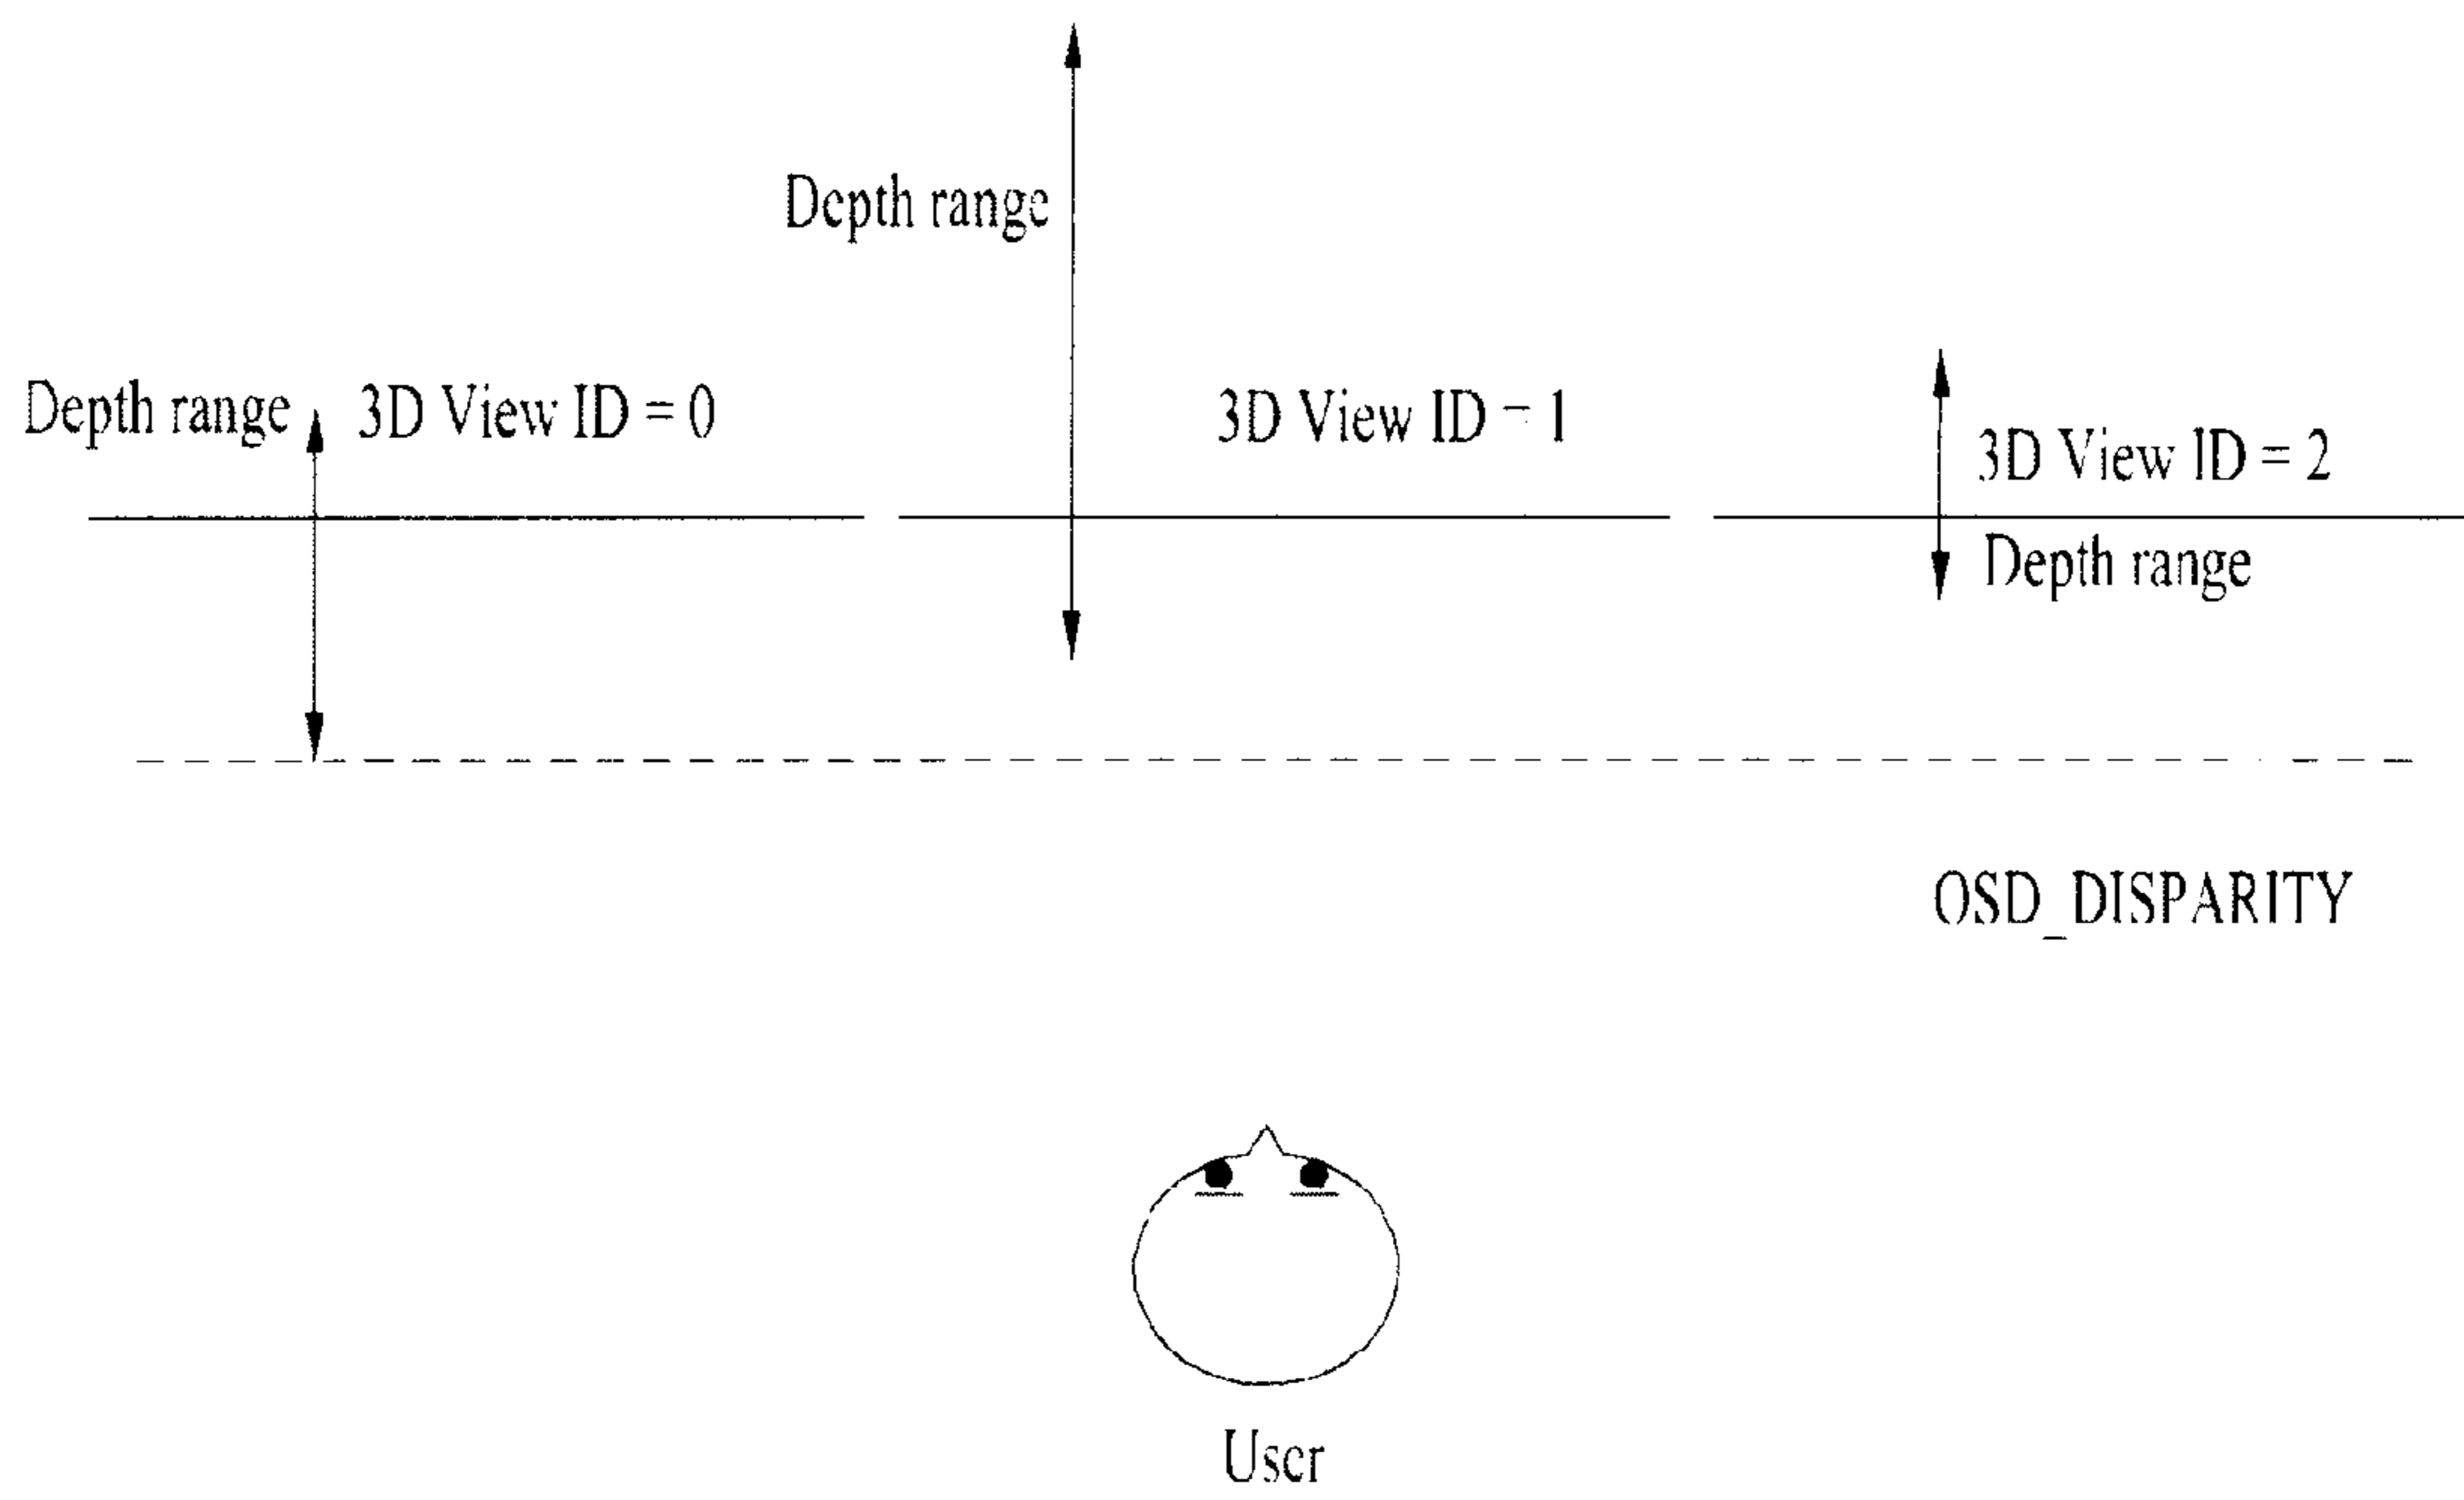 Depth range
Depth range
3D View ID = 0
3D View ID = 1
3D View ID = 2
Depth range
OSD_DISPARITY
User